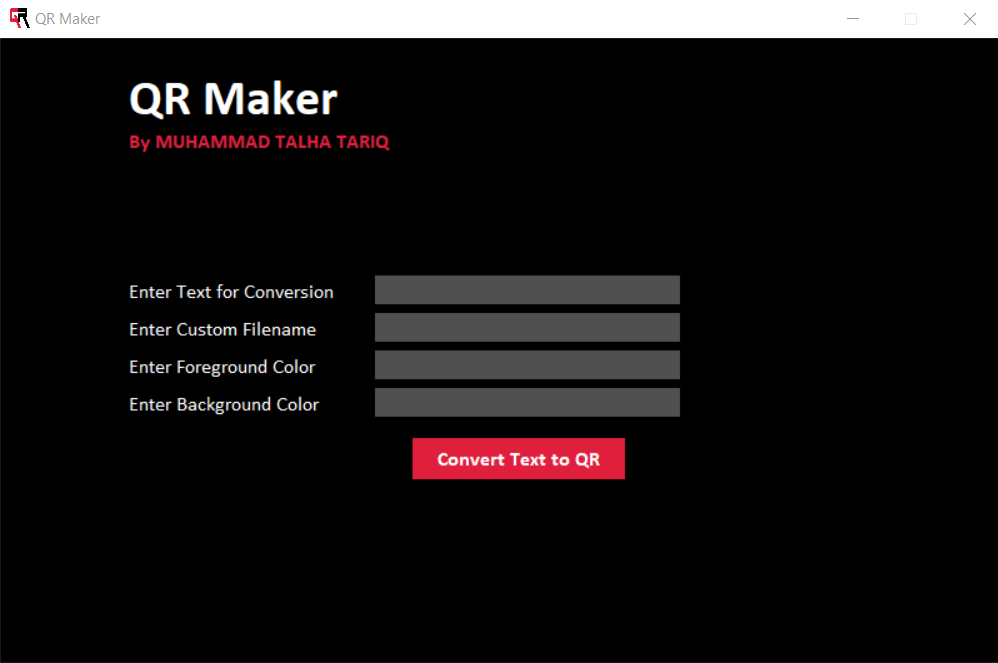 QR Maker
QR Maker
By MUHAMMAD TALHA TARIQ
Enter Text for Conversion
Enter Custom Filename
Enter Foreground Color
Enter Background Color
Convert Text to QR